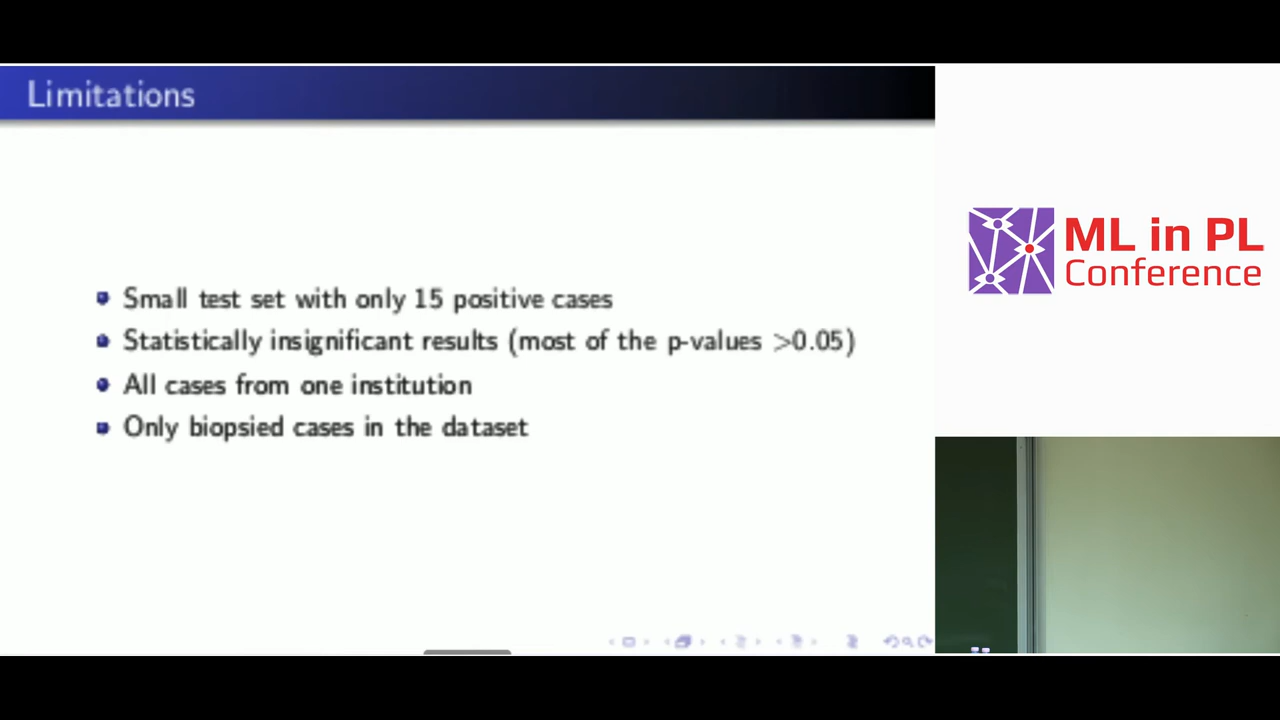 Limitations
Small test set with only 15 positive cases
Statistically insignificant results (most of the p-values >0.05)
All cases from one institution
Only biopsied cases in the dataset
ML in PL
Conference